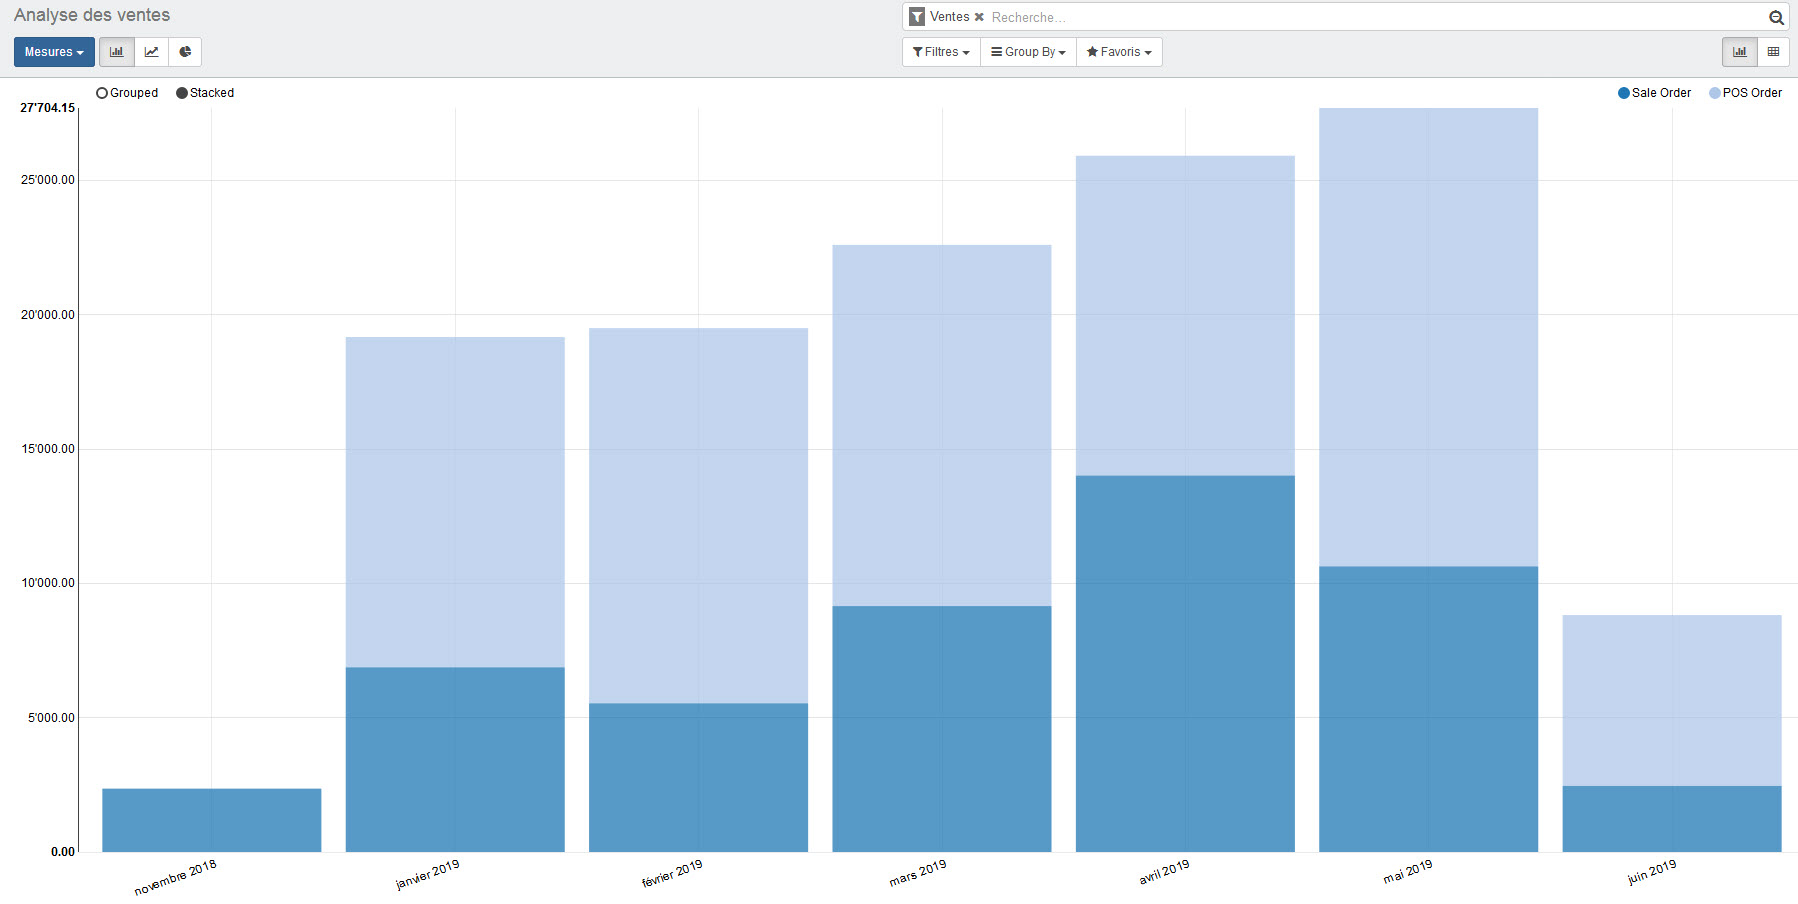 Analyse des ventes
Ventes Recherche...
Mesures
Filtres Group By Favoris
Grouped Stacked
Sale Order POS Order
27'704.15
25'000.00
20'000.00
15'000.00
10'000.00
5'000.00
0.00
novembre 2018 janvier 2019 février 2019 mars 2019 avril 2019 mai 2019 juin 2019